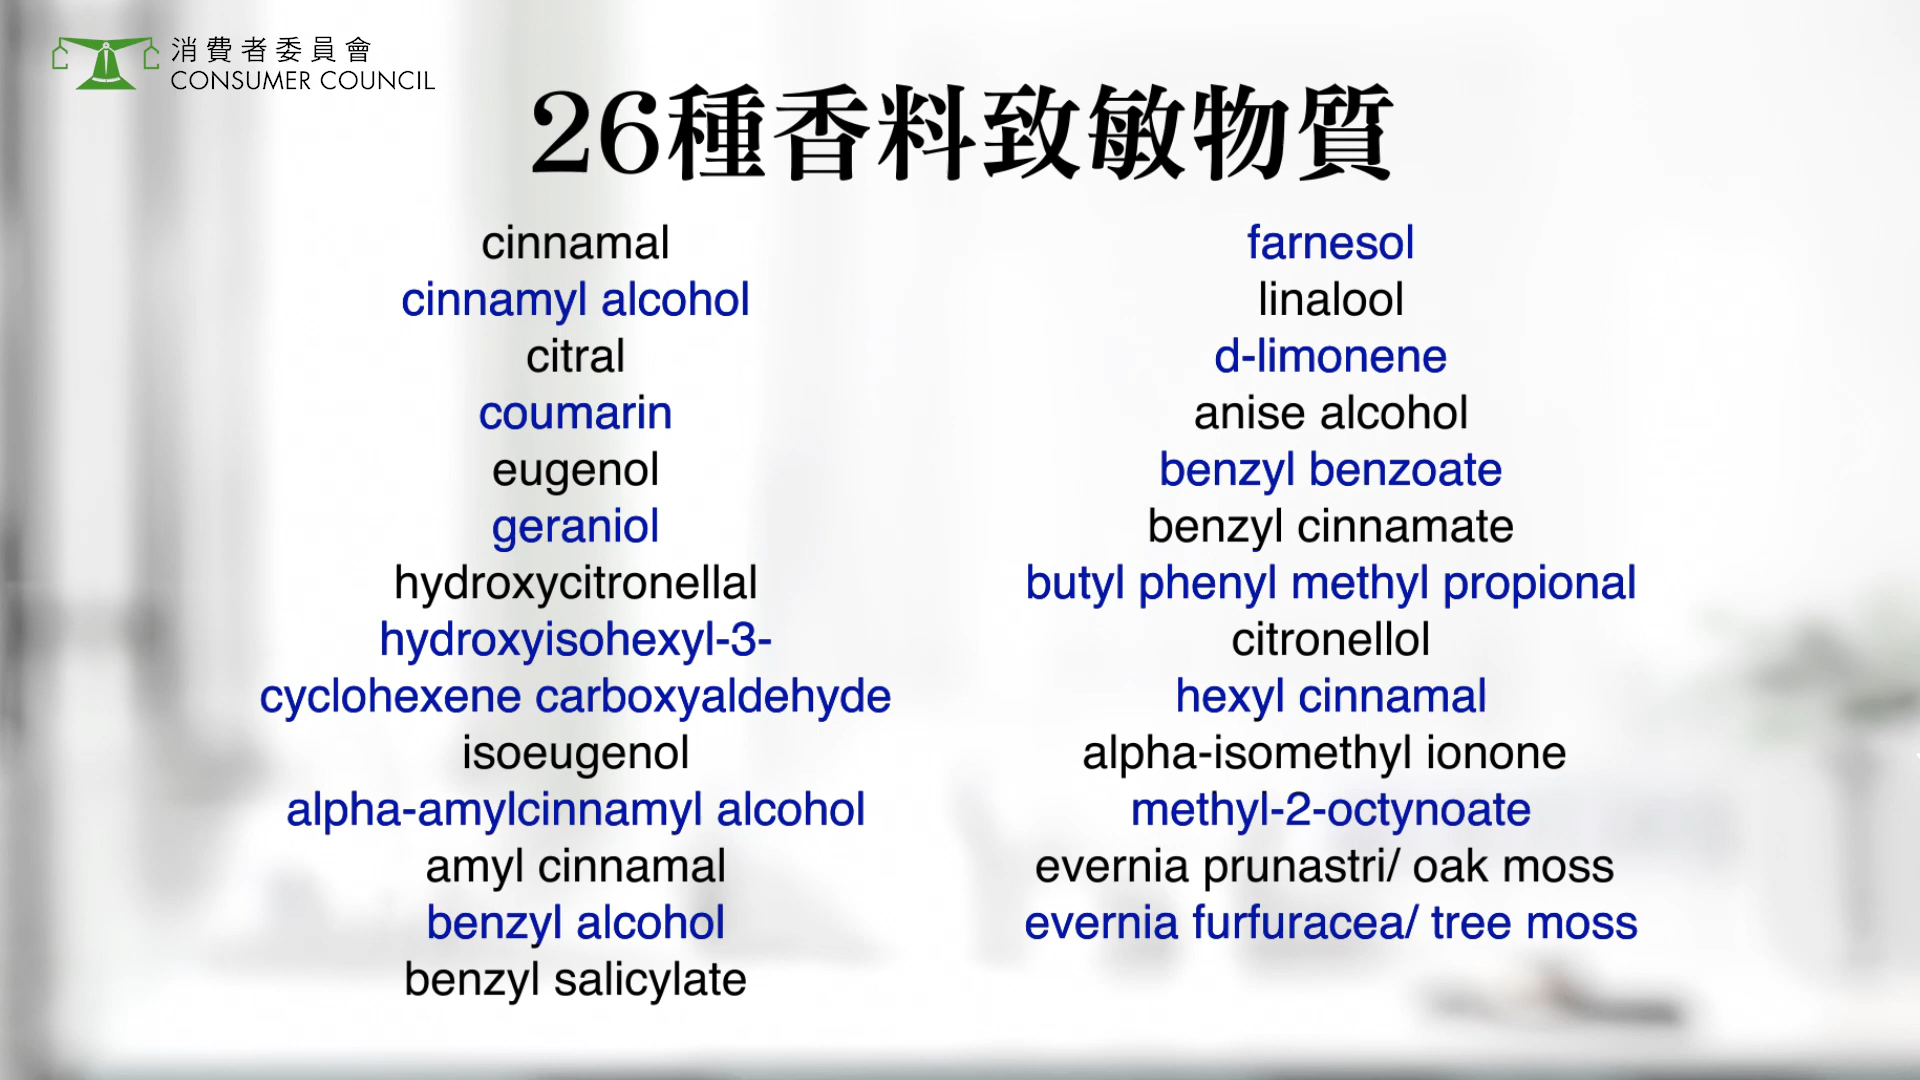 消費者委員會
CONSUMER COUNCIL
26種香料致敏物質
cinnamal
cinnamyl alcohol
citral
coumarin
eugenol
geraniol
hydroxycitronellal
hydroxyisohexyl-3-
cyclohexene carboxyaldehyde
isoeugenol
alpha-amylcinnamyl alcohol
amyl cinnamal
benzyl alcohol
benzyl salicylate
farnesol
linalool
d-limonene
anise alcohol
benzyl benzoate
benzyl cinnamate
butyl phenyl methyl propional
citronellol
hexyl cinnamal
alpha-isomethyl ionone
methyl-2-octynoate
evernia prunastri/ oak moss
evernia furfuracea/ tree moss